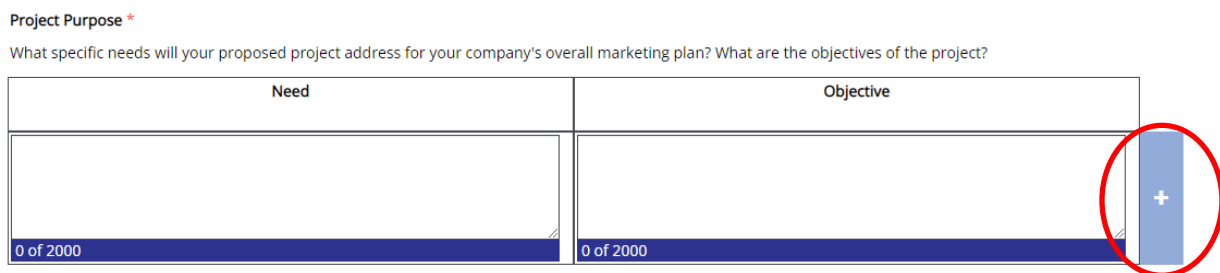 Project Purpose *
What specific needs will your proposed project address for your company's overall marketing plan? What are the objectives of the project?
Need Objective
0 of 2000 0 of 2000
+